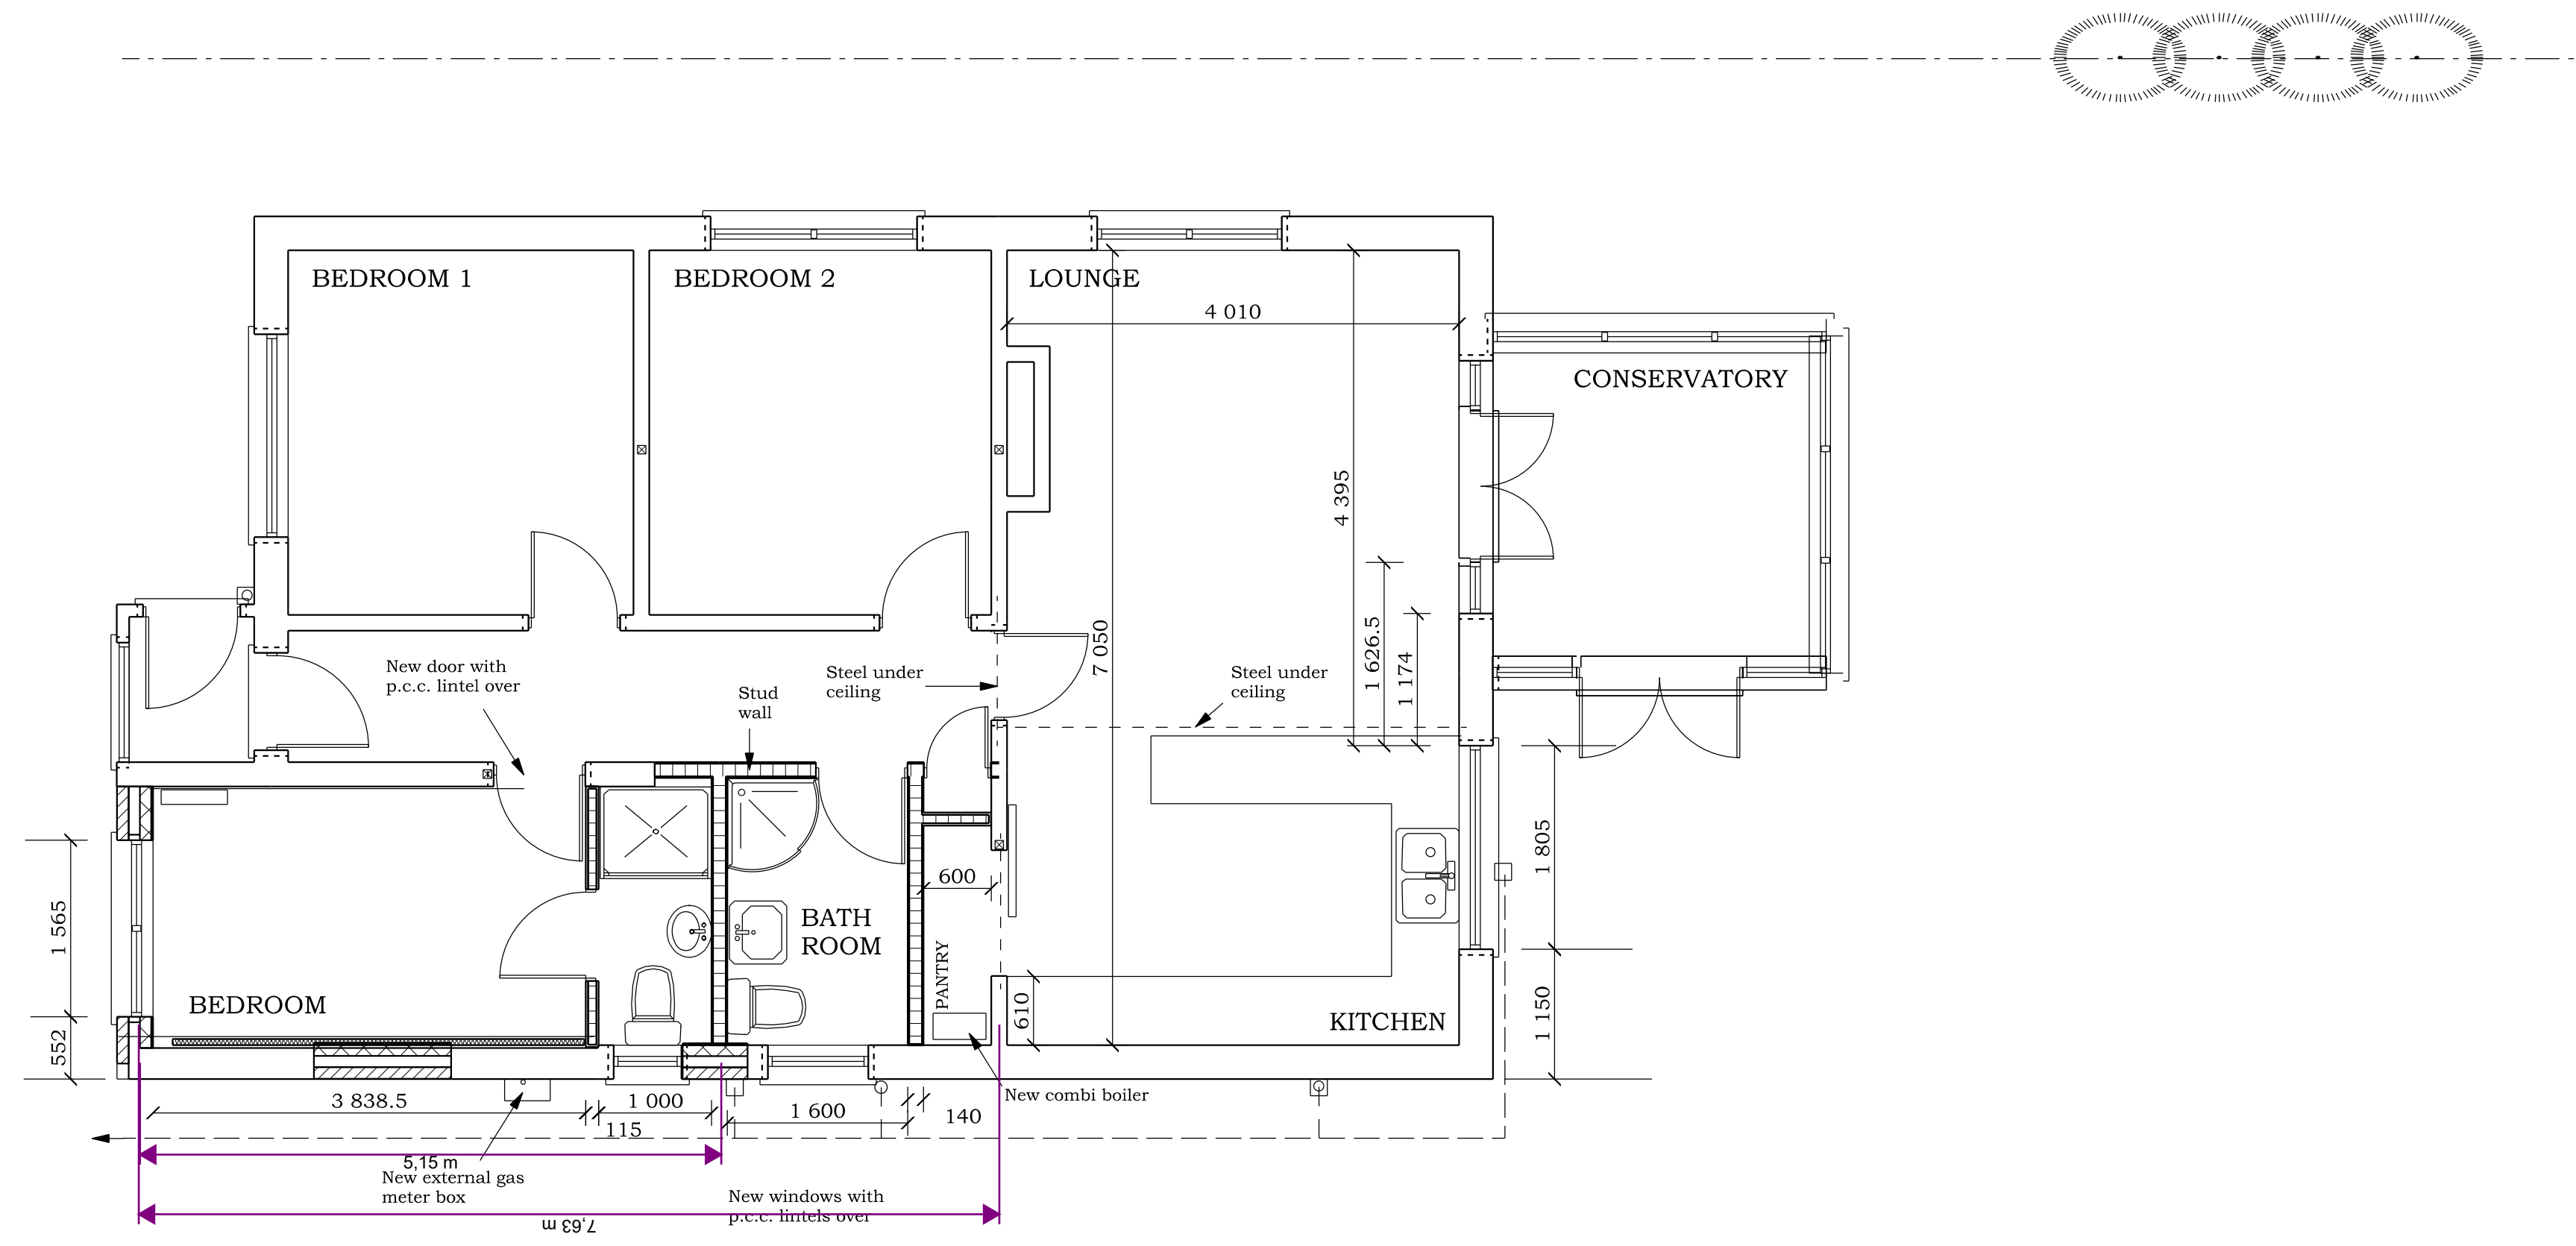 BEDROOM 1
BEDROOM 2
LOUNGE
4 010
CONSERVATORY
4 395
7 050
1 626.5
1 174
New door with
p.c.c. lintel over
Stud
wall
Steel under
ceiling
Steel under
ceiling
1 805
600
1 565
BATH
ROOM
PANTRY
BEDROOM
610
KITCHEN
1 150
552
3 838.5
1 000
115
1 600
140
New combi boiler
5,15 m
New external gas
meter box
New windows with
p.c.c. lintels over
7,63 m